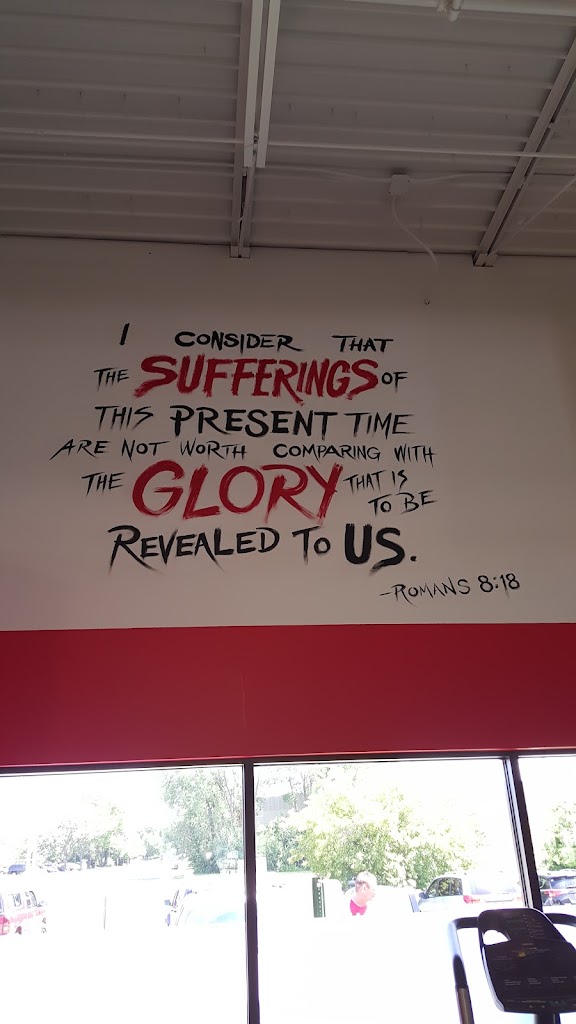 I CONSIDER THAT
THE SUFFERINGS OF
THIS PRESENT TIME
ARE NOT WORTH COMPARING WITH
THE GLORY THAT IS
TO BE
REVEALED TO US.
-ROMANS 8:18